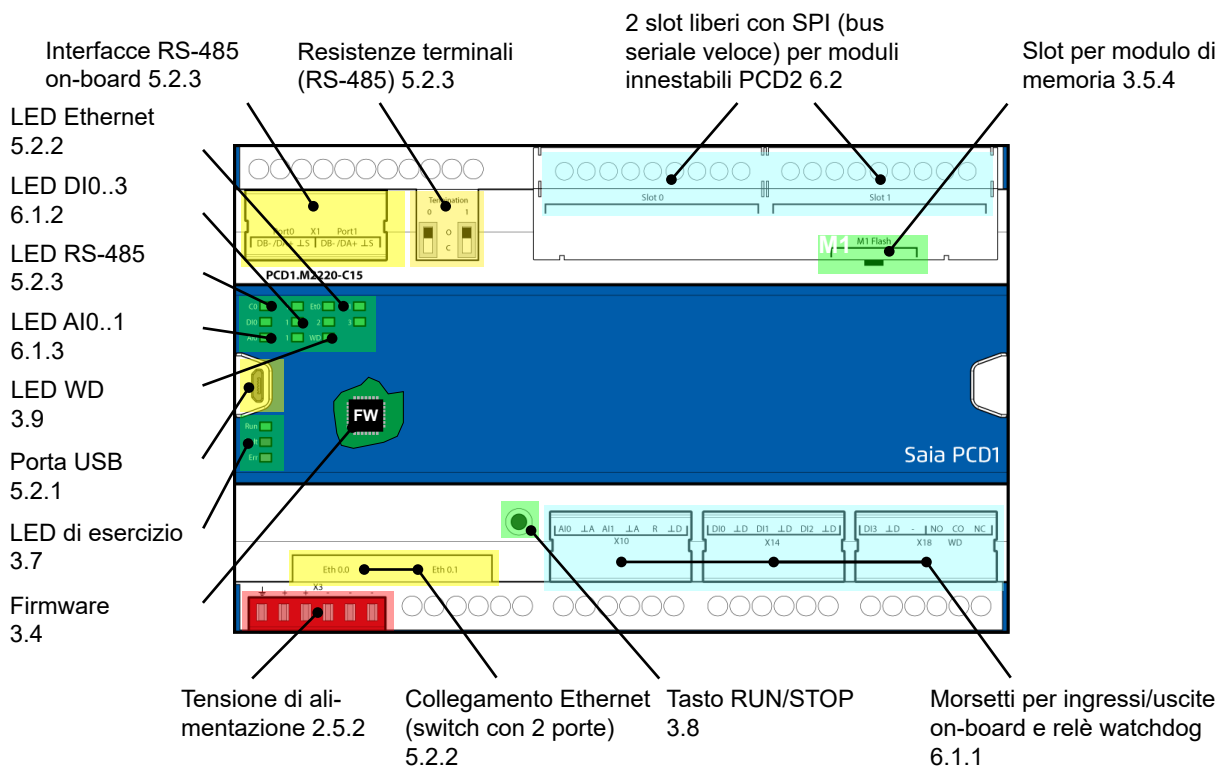 Interfacce RS-485
on-board 5.2.3
Resistenze terminali
(RS-485) 5.2.3
2 slot liberi con SPI (bus
seriale veloce) per moduli
innestabili PCD2 6.2
Slot per modulo di
memoria 3.5.4
LED Ethernet
5.2.2
LED DI0..3
6.1.2
LED RS-485
5.2.3
LED AI0..1
6.1.3
LED WD
3.9
Porta USB
5.2.1
LED di esercizio
3.7
Firmware
3.4
Termination
0 1
O
C
Port0 X1 Port1
DB- /DA+ ⊥S DB- /DA+ ⊥S
PCD1.M2220-C15
Slot 0
Slot 1
M1
M1 Flash
C0 Et0
DI0 1 2 3
AI0 1 WD
Run
Err
FW
Saia PCD1
AI0 ⊥A AI1 ⊥A R ⊥D
X10
DI0 ⊥D DI1 ⊥D DI2 ⊥D
X14
DI3 ⊥D - NO CO NC
X18 WD
Eth 0.0 Eth 0.1
X3
+ + - - -
Tensione di ali-
mentazione 2.5.2
Collegamento Ethernet
(switch con 2 porte)
5.2.2
Tasto RUN/STOP
3.8
Morsetti per ingressi/uscite
on-board e relè watchdog
6.1.1